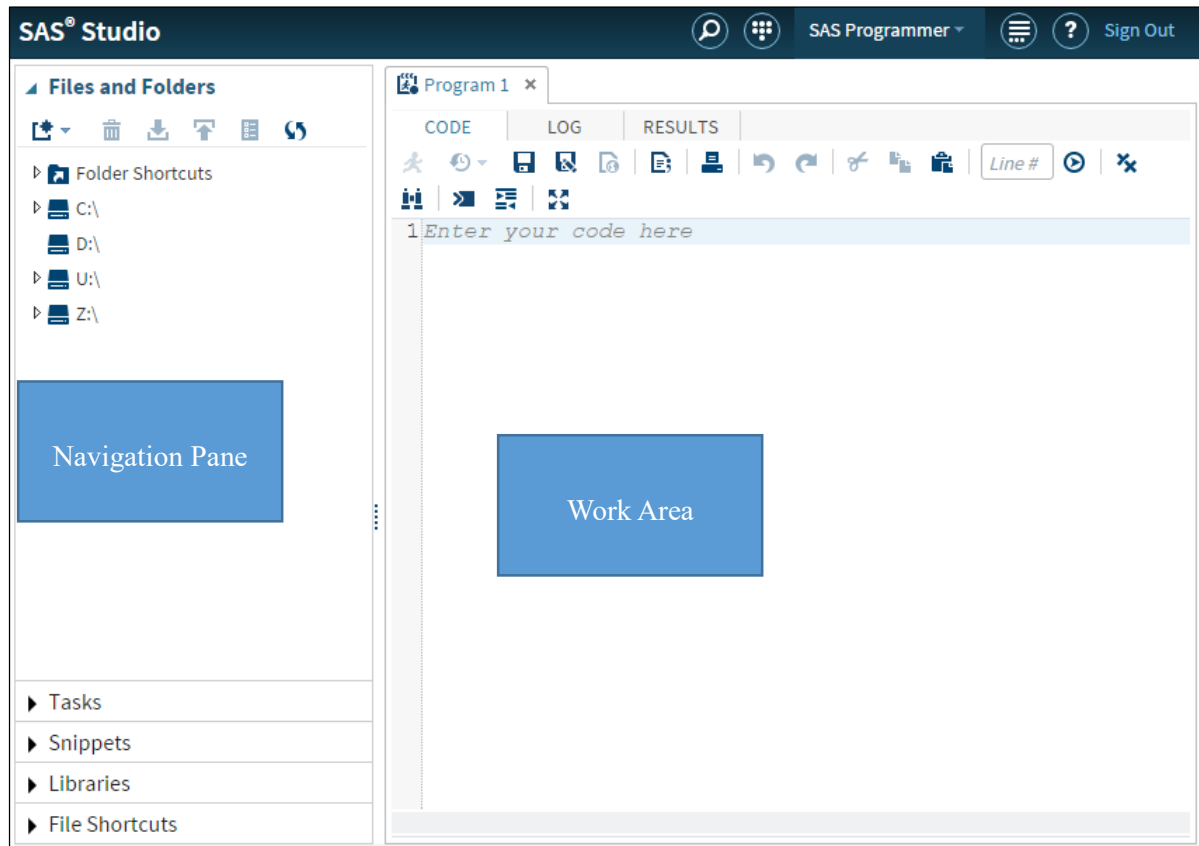 SAS® Studio
SAS Programmer
? Sign Out
Files and Folders
Folder Shortcuts
C:\
D:\
U:\
Z:\
Navigation Pane
Tasks
Snippets
Libraries
File Shortcuts
Program 1 ×
CODE LOG RESULTS
Line #
1 Enter your code here
Work Area